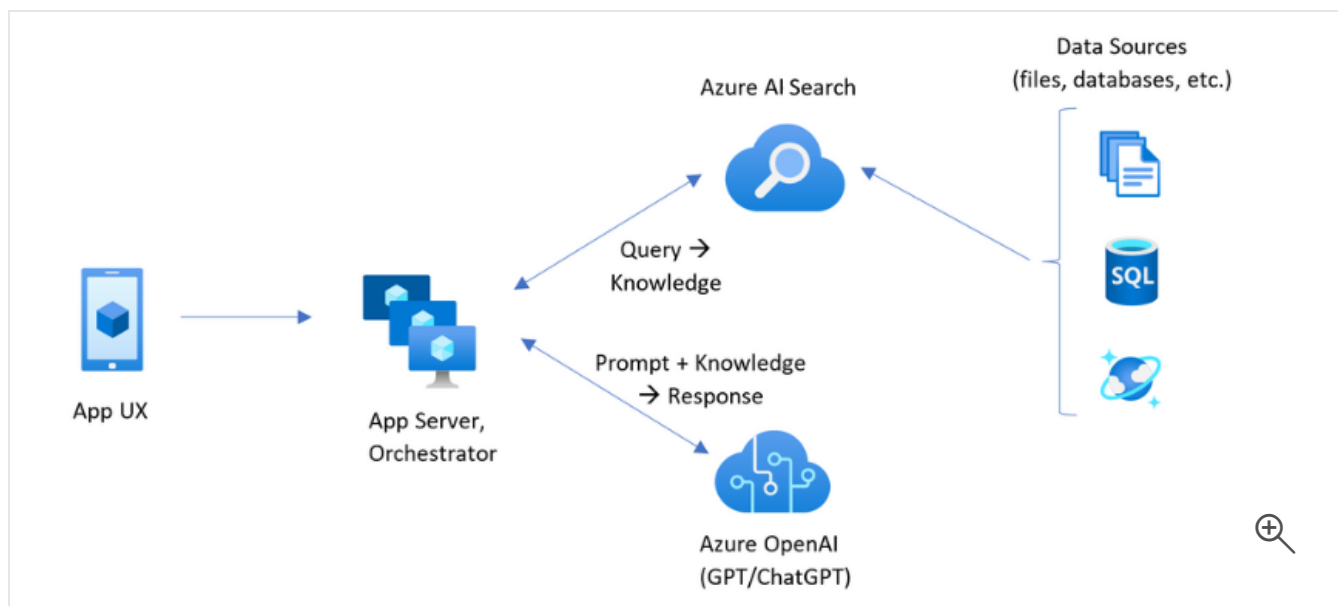 Data Sources
(files, databases, etc.)
Azure AI Search
SQL
Query →
Knowledge
Prompt + Knowledge
→ Response
App UX
App Server,
Orchestrator
Azure OpenAI
(GPT/ChatGPT)